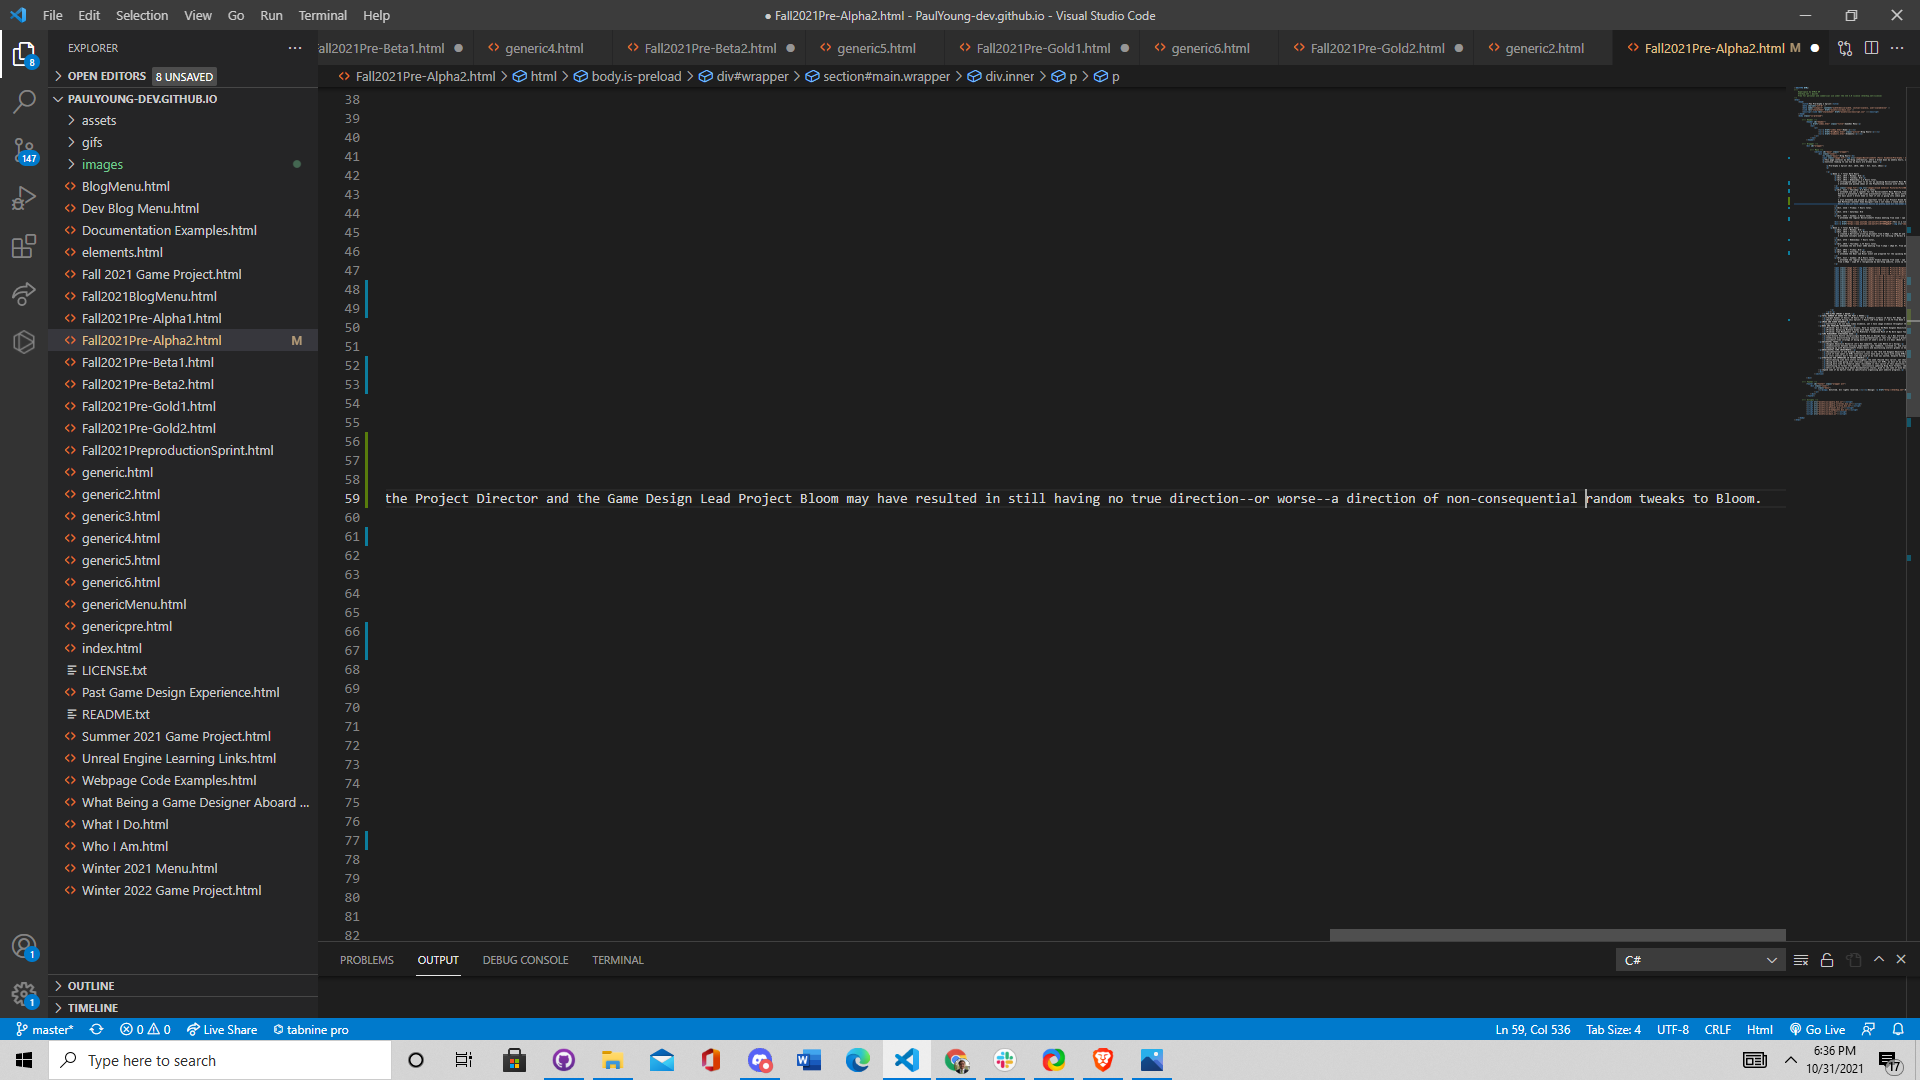 File Edit Selection View Go Run Terminal Help
● Fall2021Pre-Alpha2.html - PaulYoung-dev.github.io - Visual Studio Code
EXPLORER
all2021Pre-Beta1.html generic4.html Fall2021Pre-Beta2.html generic5.html Fall2021Pre-Gold1.html generic6.html Fall2021Pre-Gold2.html generic2.html Fall2021Pre-Alpha2.html M
Fall2021Pre-Alpha2.html > html > body.is-preload > div#wrapper > section#main.wrapper > div.inner > p > p
OPEN EDITORS 8 UNSAVED
PAULYOUNG-DEV.GITHUB.IO
assets
gifs
images
BlogMenu.html
Dev Blog Menu.html
Documentation Examples.html
elements.html
Fall 2021 Game Project.html
Fall2021BlogMenu.html
Fall2021Pre-Alpha1.html
Fall2021Pre-Alpha2.html M
Fall2021Pre-Beta1.html
Fall2021Pre-Beta2.html
Fall2021Pre-Gold1.html
Fall2021Pre-Gold2.html
Fall2021PreproductionSprint.html
generic.html
generic2.html
generic3.html
generic4.html
generic5.html
generic6.html
genericMenu.html
genericpre.html
index.html
LICENSE.txt
Past Game Design Experience.html
README.txt
Summer 2021 Game Project.html
Unreal Engine Learning Links.html
Webpage Code Examples.html
What Being a Game Designer Aboard ...
What I Do.html
Who I Am.html
Winter 2021 Menu.html
Winter 2022 Game Project.html
OUTLINE
TIMELINE
8
147
1
1
38
39
40
41
42
43
44
45
46
47
48
49
50
51
52
53
54
55
56
57
58
59 the Project Director and the Game Design Lead Project Bloom may have resulted in still having no true direction--or worse--a direction of non-consequential random tweaks to Bloom.
60
61
62
63
64
65
66
67
68
69
70
71
72
73
74
75
76
77
78
79
80
81
82
PROBLEMS OUTPUT DEBUG CONSOLE TERMINAL C#
master* 0 0 Live Share tabnine pro Ln 59, Col 536 Tab Size: 4 UTF-8 CRLF Html Go Live
Type here to search
6:36 PM
10/31/2021
17